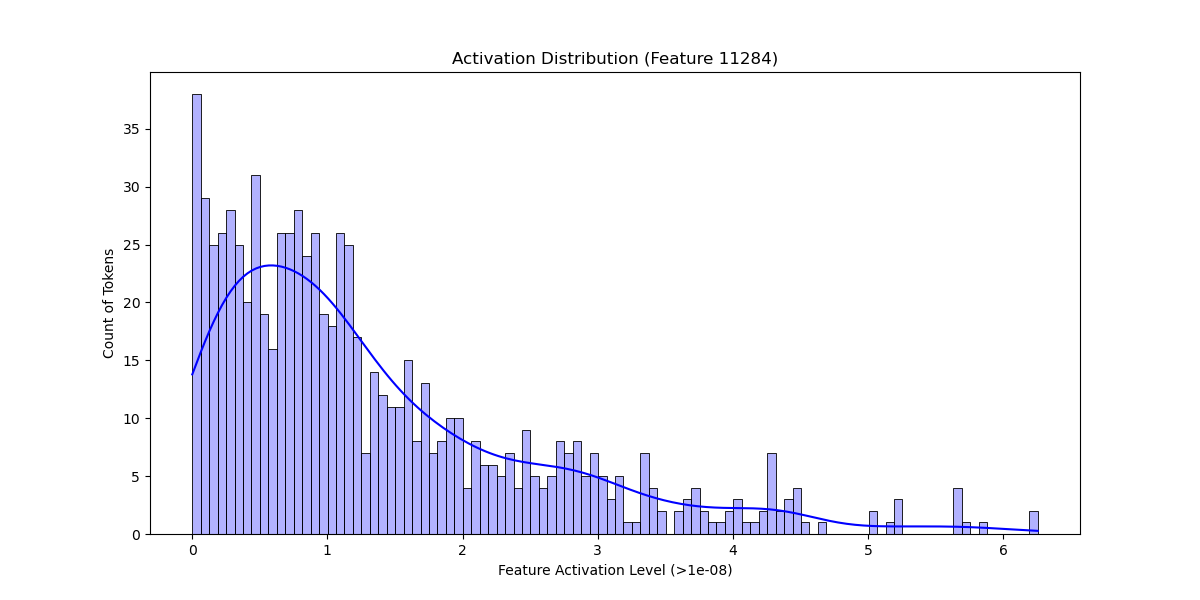 Activation Distribution (Feature 11284)
Count of Tokens
35
30
25
20
15
10
5
0
0 1 2 3 4 5 6
Feature Activation Level (>1e-08)